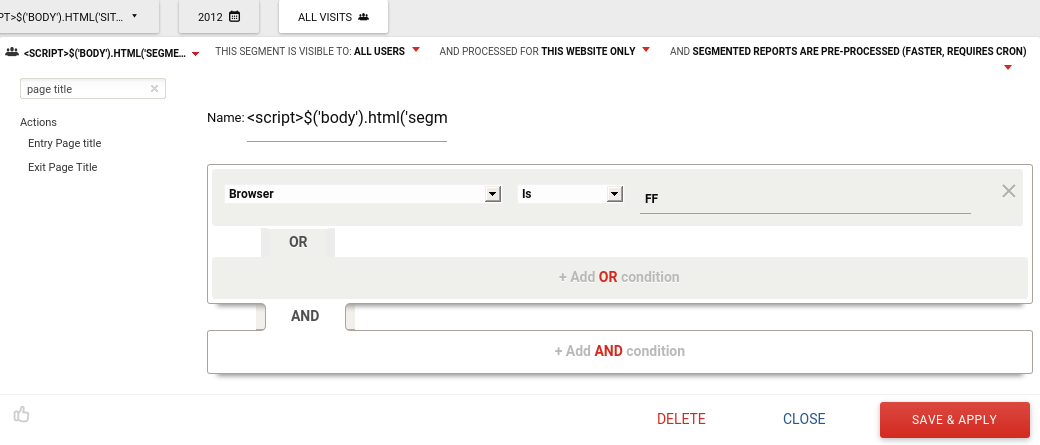 PT>$('BODY').HTML('SIT...
2012
ALL VISITS
<SCRIPT>$('BODY').HTML('SEGME...
THIS SEGMENT IS VISIBLE TO: ALL USERS
AND PROCESSED FOR THIS WEBSITE ONLY
AND SEGMENTED REPORTS ARE PRE-PROCESSED (FASTER, REQUIRES CRON)
page title
Actions
Entry Page title
Exit Page Title
Name: <script>$('body').html('segm
Browser
Is
FF
OR
+ Add OR condition
AND
+ Add AND condition
DELETE
CLOSE
SAVE & APPLY